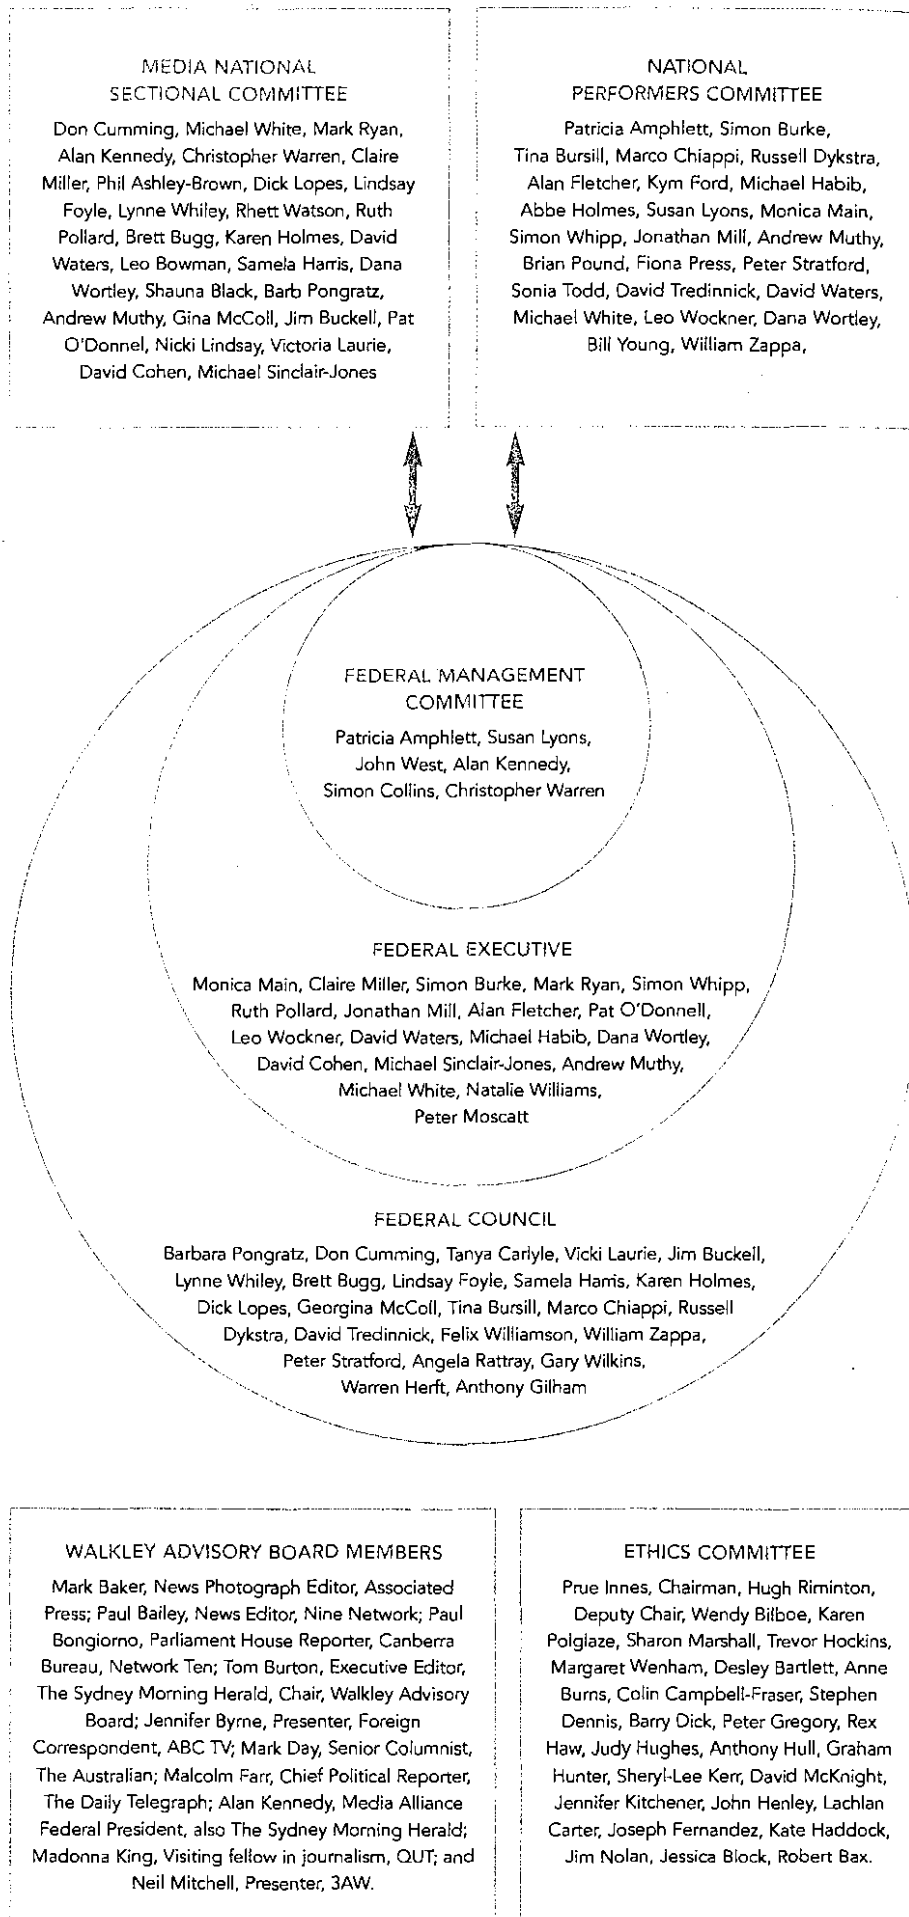 MEDIA NATIONAL
SECTIONAL COMMITTEE
Don Cumming, Michael White, Mark Ryan,
Alan Kennedy, Christopher Warren, Claire
Miller, Phil Ashley-Brown, Dick Lopes, Lindsay
Foyle, Lynne Whiley, Rhett Watson, Ruth
Pollard, Brett Bugg, Karen Holmes, David
Waters, Leo Bowman, Samela Harris, Dana
Wortley, Shauna Black, Barb Pongratz,
Andrew Muthy, Gina McColl, Jim Buckell, Pat
O'Donnel, Nicki Lindsay, Victoria Laurie,
David Cohen, Michael Sinclair-Jones
NATIONAL
PERFORMERS COMMITTEE
Patricia Amphlett, Simon Burke,
Tina Bursill, Marco Chiappi, Russell Dykstra,
Alan Fletcher, Kym Ford, Michael Habib,
Abbe Holmes, Susan Lyons, Monica Main,
Simon Whipp, Jonathan Mill, Andrew Muthy,
Brian Pound, Fiona Press, Peter Stratford,
Sonia Todd, David Tredinnick, David Waters,
Michael White, Leo Wockner, Dana Wortley,
Bill Young, William Zappa,
FEDERAL MANAGEMENT
COMMITTEE
Patricia Amphlett, Susan Lyons,
John West, Alan Kennedy,
Simon Collins, Christopher Warren
FEDERAL EXECUTIVE
Monica Main, Claire Miller, Simon Burke, Mark Ryan, Simon Whipp,
Ruth Pollard, Jonathan Mill, Alan Fletcher, Pat O'Donnell,
Leo Wockner, David Waters, Michael Habib, Dana Wortley,
David Cohen, Michael Sinclair-Jones, Andrew Muthy,
Michael White, Natalie Williams,
Peter Moscatt
FEDERAL COUNCIL
Barbara Pongratz, Don Cumming, Tanya Carlyle, Vicki Laurie, Jim Buckell,
Lynne Whiley, Brett Bugg, Lindsay Foyle, Samela Harris, Karen Holmes,
Dick Lopes, Georgina McColl, Tina Bursill, Marco Chiappi, Russell
Dykstra, David Tredinnick, Felix Williamson, William Zappa,
Peter Stratford, Angela Rattray, Gary Wilkins,
Warren Herft, Anthony Gilham
WALKLEY ADVISORY BOARD MEMBERS
Mark Baker, News Photograph Editor, Associated
Press; Paul Bailey, News Editor, Nine Network; Paul
Bongiorno, Parliament House Reporter, Canberra
Bureau, Network Ten; Tom Burton, Executive Editor,
The Sydney Morning Herald, Chair, Walkley Advisory
Board; Jennifer Byrne, Presenter, Foreign
Correspondent, ABC TV; Mark Day, Senior Columnist,
The Australian; Malcolm Farr, Chief Political Reporter,
The Daily Telegraph; Alan Kennedy, Media Alliance
Federal President, also The Sydney Morning Herald;
Madonna King, Visiting fellow in journalism, QUT; and
Neil Mitchell, Presenter, 3AW.
ETHICS COMMITTEE
Prue Innes, Chairman, Hugh Riminton,
Deputy Chair, Wendy Bilboe, Karen
Polglaze, Sharon Marshall, Trevor Hockins,
Margaret Wenham, Desley Bartlett, Anne
Burns, Colin Campbell-Fraser, Stephen
Dennis, Barry Dick, Peter Gregory, Rex
Haw, Judy Hughes, Anthony Hull, Graham
Hunter, Sheryl-Lee Kerr, David McKnight,
Jennifer Kitchener, John Henley, Lachlan
Carter, Joseph Fernandez, Kate Haddock,
Jim Nolan, Jessica Block, Robert Bax.